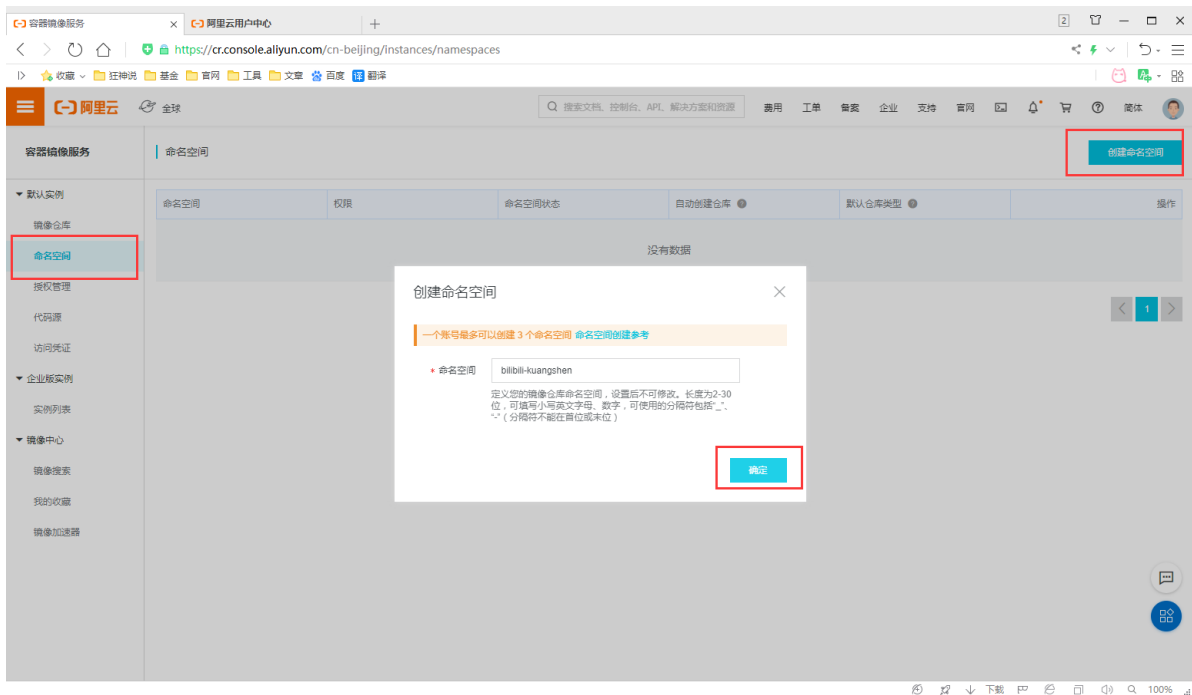 容器镜像服务
阿里云用户中心
2
https://cr.console.aliyun.com/cn-beijing/instances/namespaces
收藏 狂神说 基金 官网 工具 文章 百度 译 翻译
阿里云 全球 搜索文档、控制台、API、解决方案和资源 费用 工单 备案 企业 支持 官网 简体
容器镜像服务
命名空间
创建命名空间
默认实例
镜像仓库
命名空间
授权管理
代码源
访问凭证
企业版实例
实例列表
镜像中心
镜像搜索
我的收藏
镜像加速器
命名空间 权限 命名空间状态 自动创建仓库 默认仓库类型 操作
没有数据
1
创建命名空间
一个账号最多可以创建 3 个命名空间 命名空间创建参考
* 命名空间 bilibili-kuangshen
定义您的镜像仓库命名空间，设置后不可修改。长度为2-30
位，可填写小写英文字母、数字，可使用的分隔符包括“_”、
“-”（分隔符不能在首位或末位）
确定
下载 100%